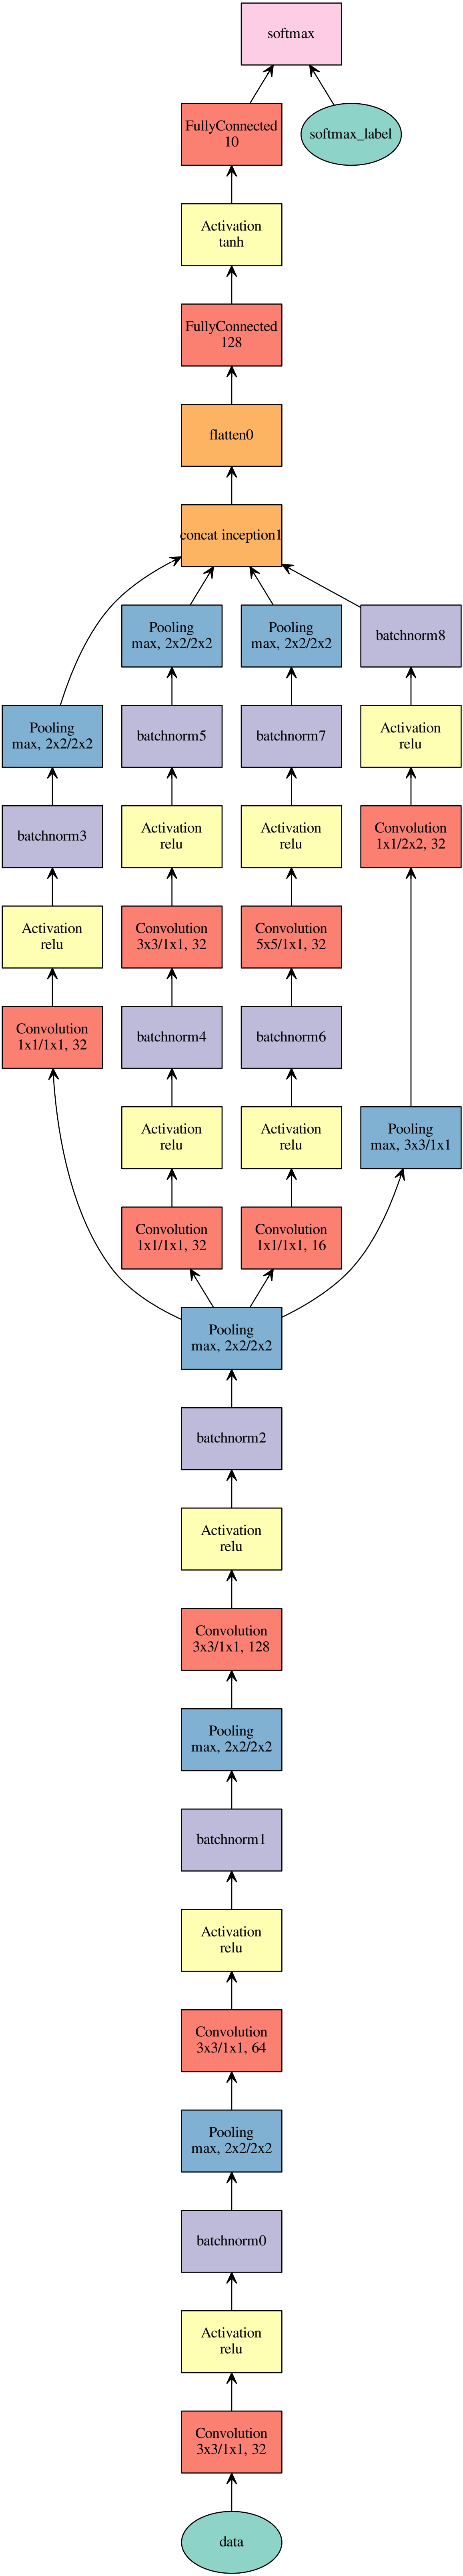 softmax
FullyConnected
10
softmax_label
Activation
tanh
FullyConnected
128
flatten0
concat inception1
Pooling
max, 2x2/2x2
Pooling
max, 2x2/2x2
batchnorm8
Pooling
max, 2x2/2x2
batchnorm5
batchnorm7
Activation
relu
batchnorm3
Activation
relu
Activation
relu
Convolution
1x1/2x2, 32
Activation
relu
Convolution
3x3/1x1, 32
Convolution
5x5/1x1, 32
Convolution
1x1/1x1, 32
batchnorm4
batchnorm6
Activation
relu
Activation
relu
Pooling
max, 3x3/1x1
Convolution
1x1/1x1, 32
Convolution
1x1/1x1, 16
Pooling
max, 2x2/2x2
batchnorm2
Activation
relu
Convolution
3x3/1x1, 128
Pooling
max, 2x2/2x2
batchnorm1
Activation
relu
Convolution
3x3/1x1, 64
Pooling
max, 2x2/2x2
batchnorm0
Activation
relu
Convolution
3x3/1x1, 32
data